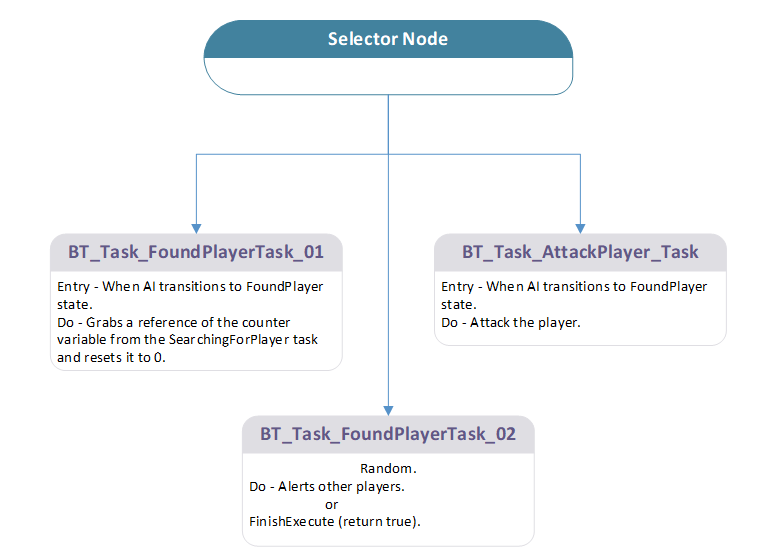 Selector Node
BT_Task_FoundPlayerTask_01
Entry - When AI transitions to FoundPlayer
state.
Do - Grabs a reference of the counter
variable from the SearchingForPlayer task
and resets it to 0.
BT_Task_AttackPlayer_Task
Entry - When AI transitions to FoundPlayer
state.
Do - Attack the player.
BT_Task_FoundPlayerTask_02
Random.
Do - Alerts other players.
or
FinishExecute (return true).